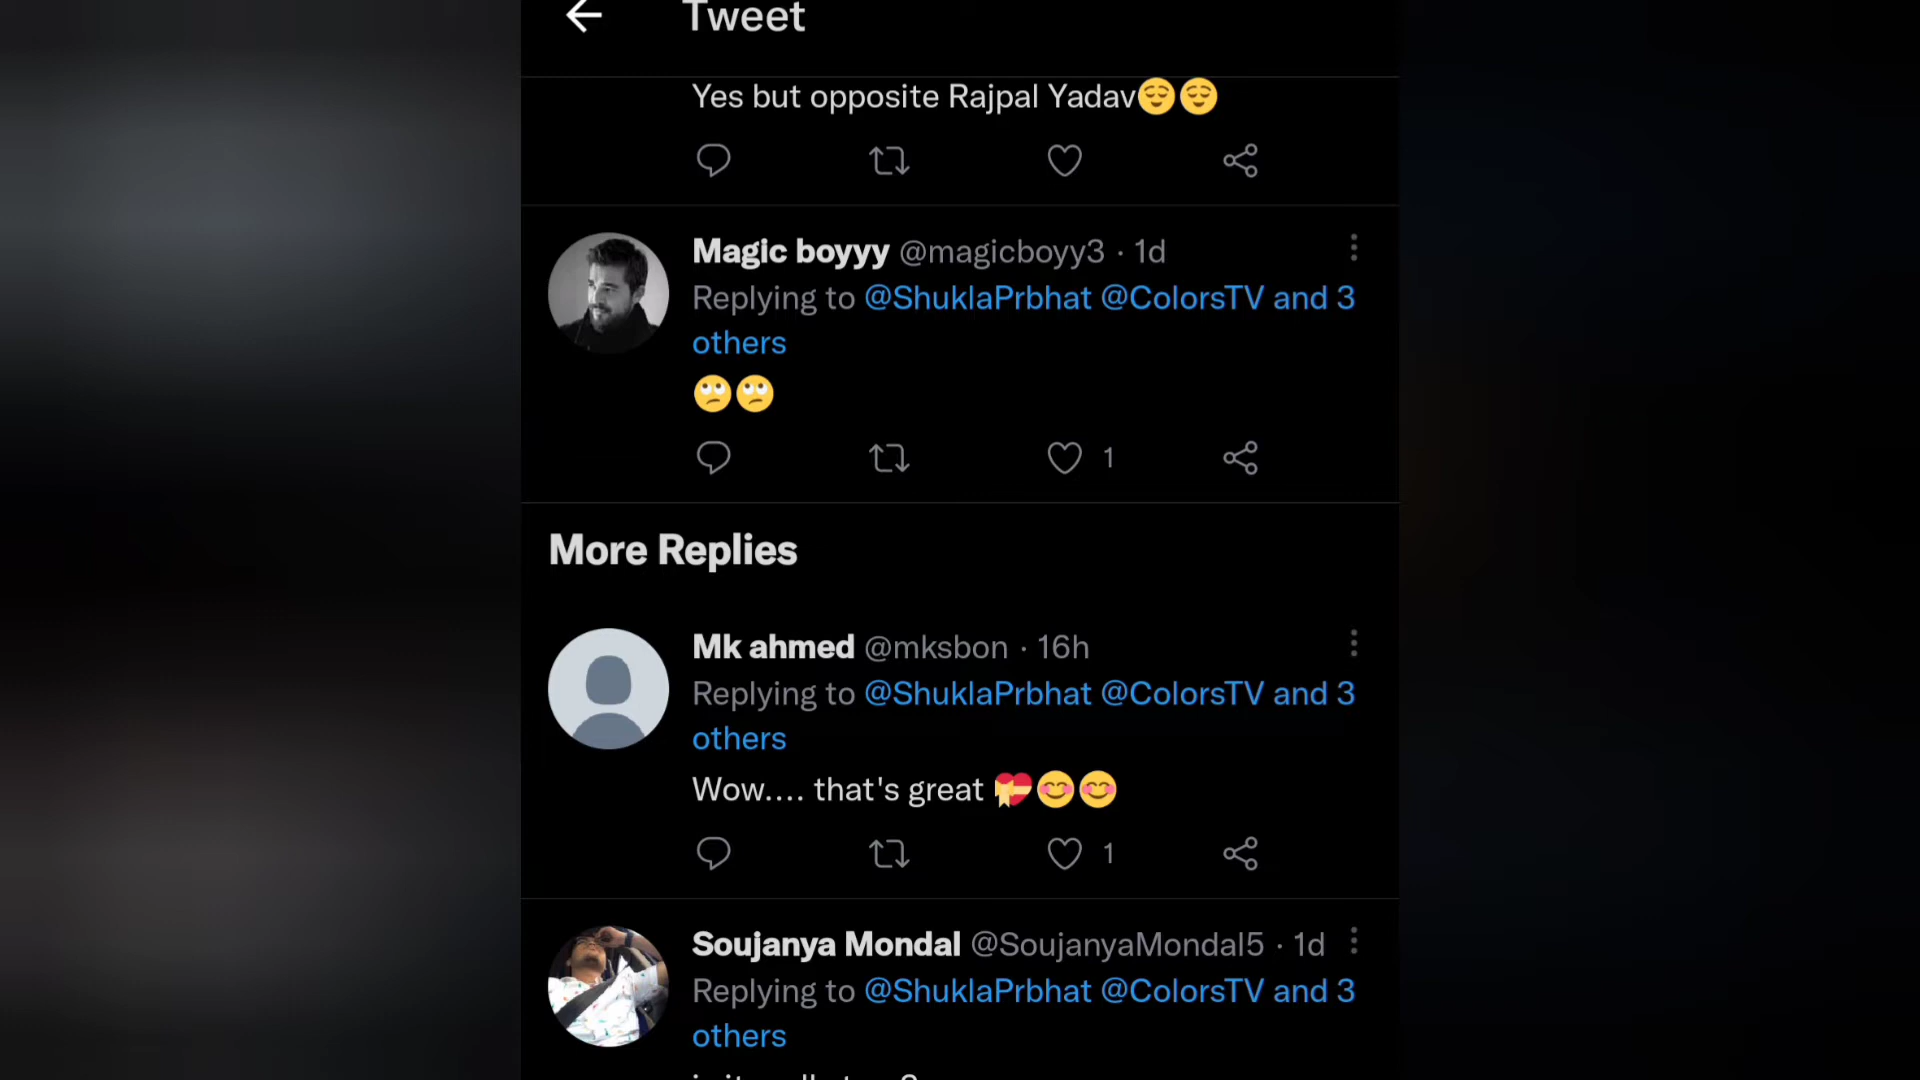 Tweet
Yes but opposite Rajpal Yadav😌😌
Magic boyyy @magicboyy3 · 1d
Replying to @ShuklaPrbhat @ColorsTV and 3
others
🙄🙄
1
More Replies
Mk ahmed @mksbon · 16h
Replying to @ShuklaPrbhat @ColorsTV and 3
others
Wow.... that's great 💝😊😊
1
Soujanya Mondal @SoujanyaMondal5 · 1d
Replying to @ShuklaPrbhat @ColorsTV and 3
others